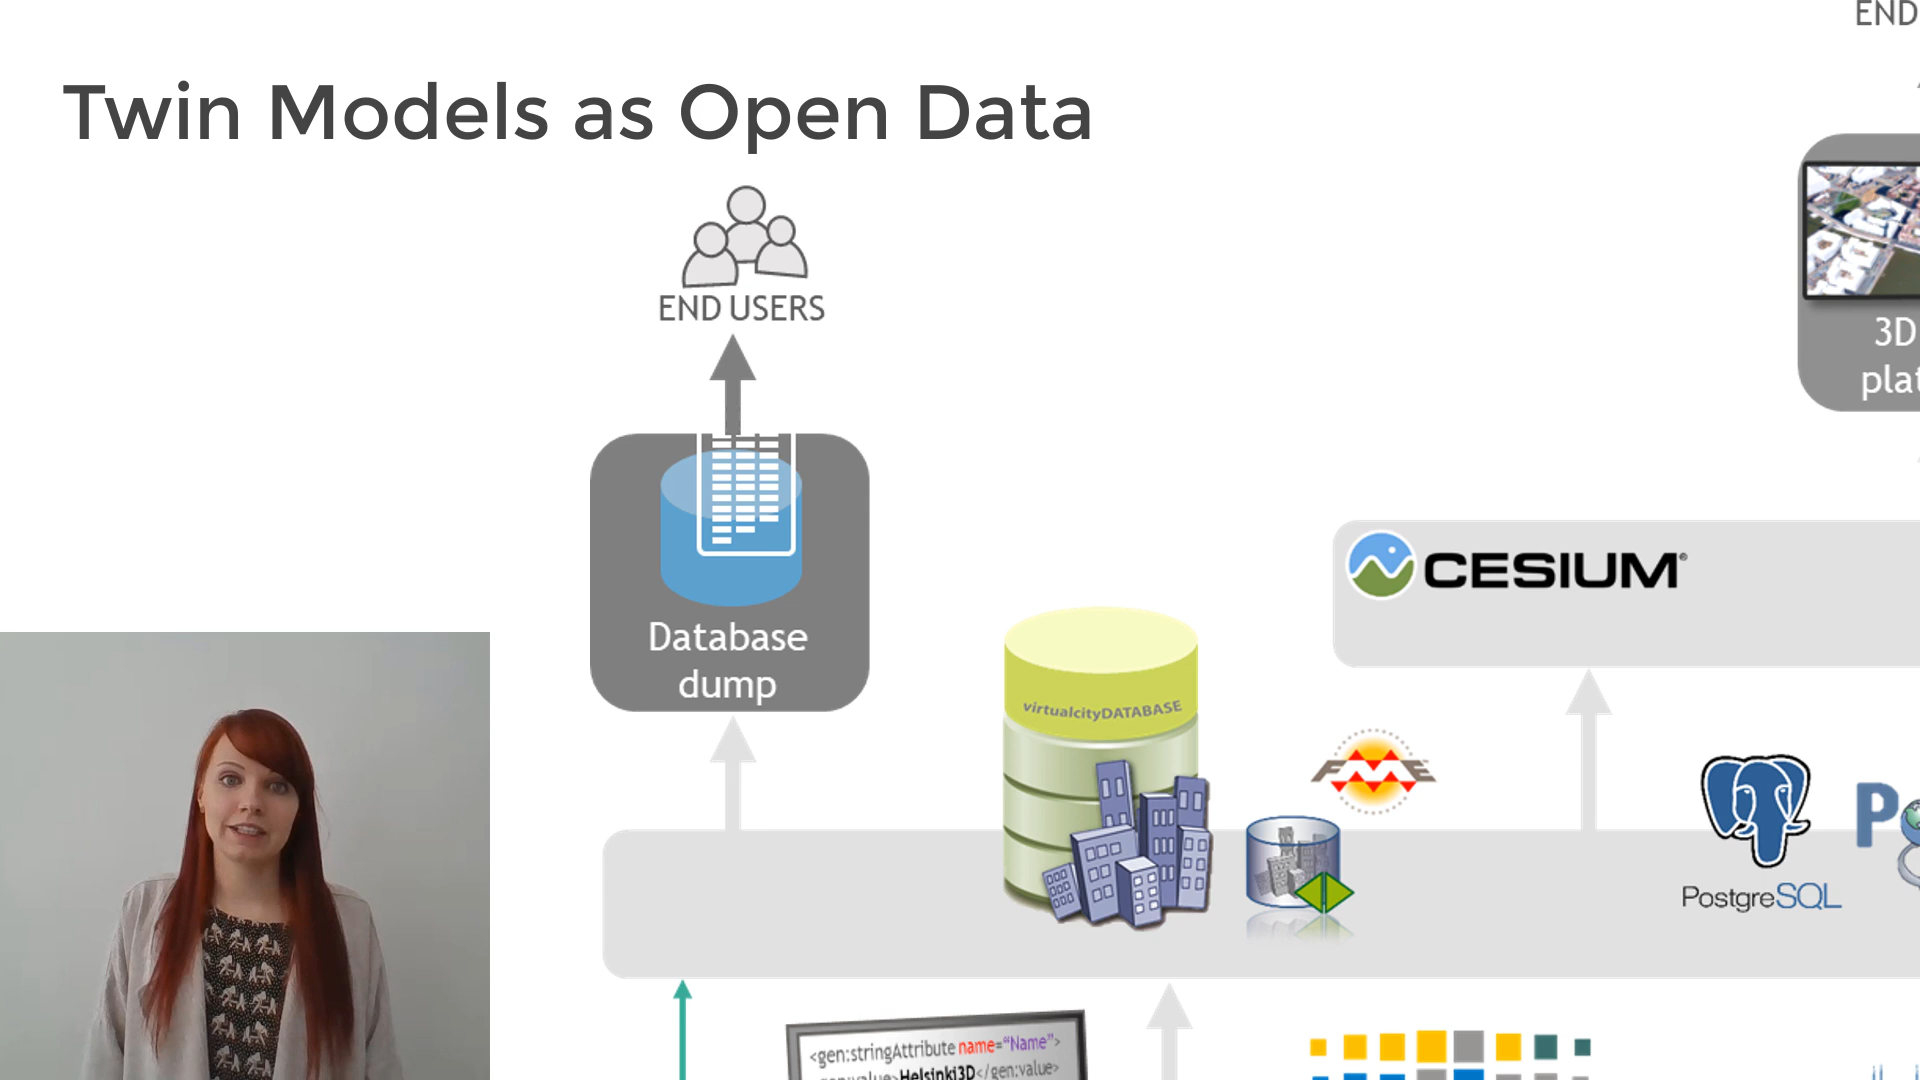 END
Twin Models as Open Data
END USERS
3D
Database
dump
CESIUM®
virtualcityDATABASE
FME
PostgreSQL
<gen:stringAttribute name="Name">
Helsinki3D</gen:value>